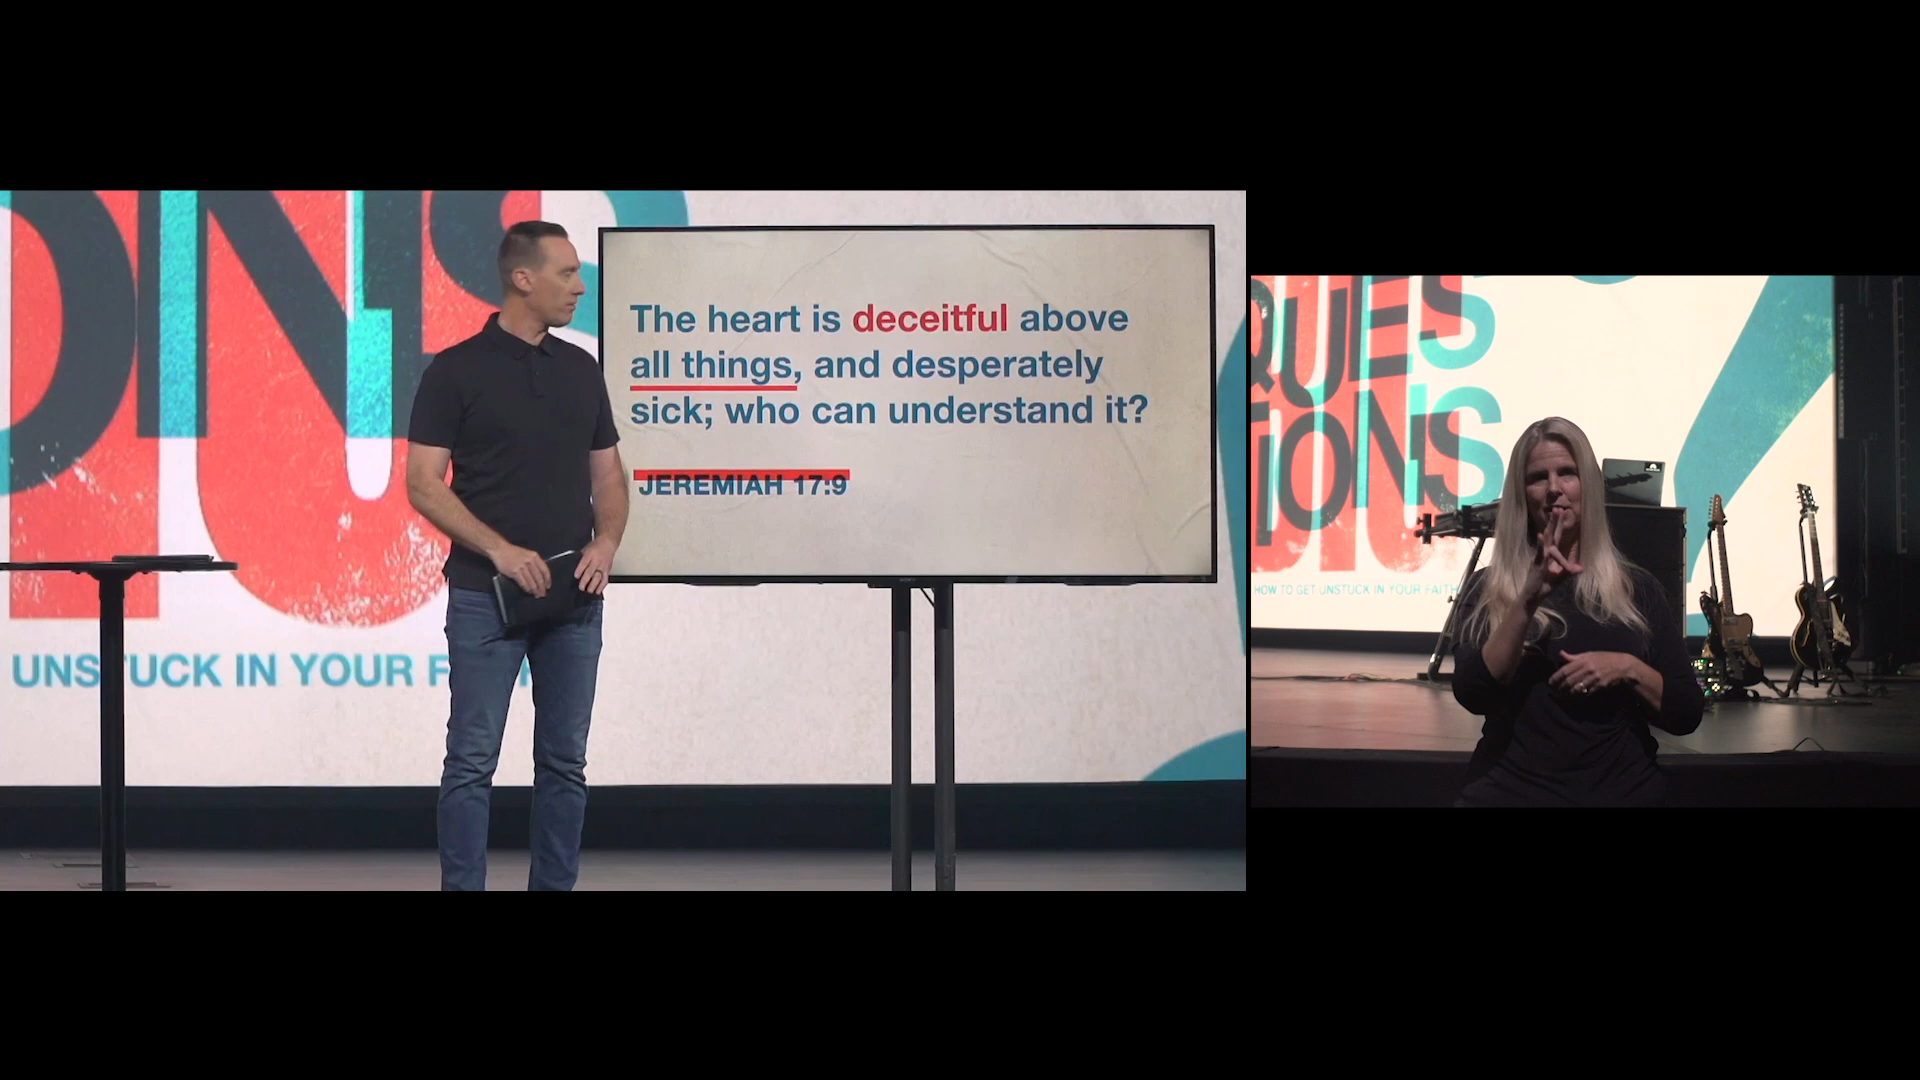 UNSTUCK IN YOUR F
The heart is deceitful above
all things, and desperately
sick; who can understand it?
JEREMIAH 17:9
QUES
TIONS
HOW TO GET UNSTUCK IN YOUR FAITH